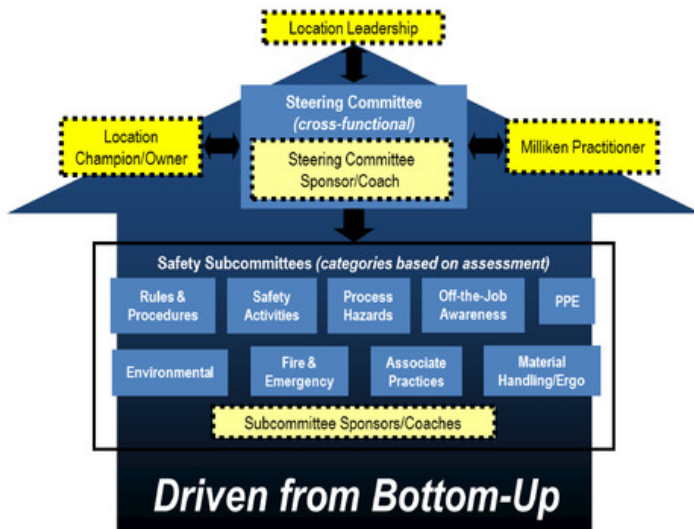 Location Leadership
Steering Committee
(cross-functional)
Location
Champion/Owner
Steering Committee
Sponsor/Coach
Milliken Practitioner
Safety Subcommittees (categories based on assessment)
Rules &
Procedures
Safety
Activities
Process
Hazards
Off-the-Job
Awareness
PPE
Environmental
Fire &
Emergency
Associate
Practices
Material
Handling/Ergo
Subcommittee Sponsors/Coaches
Driven from Bottom-Up